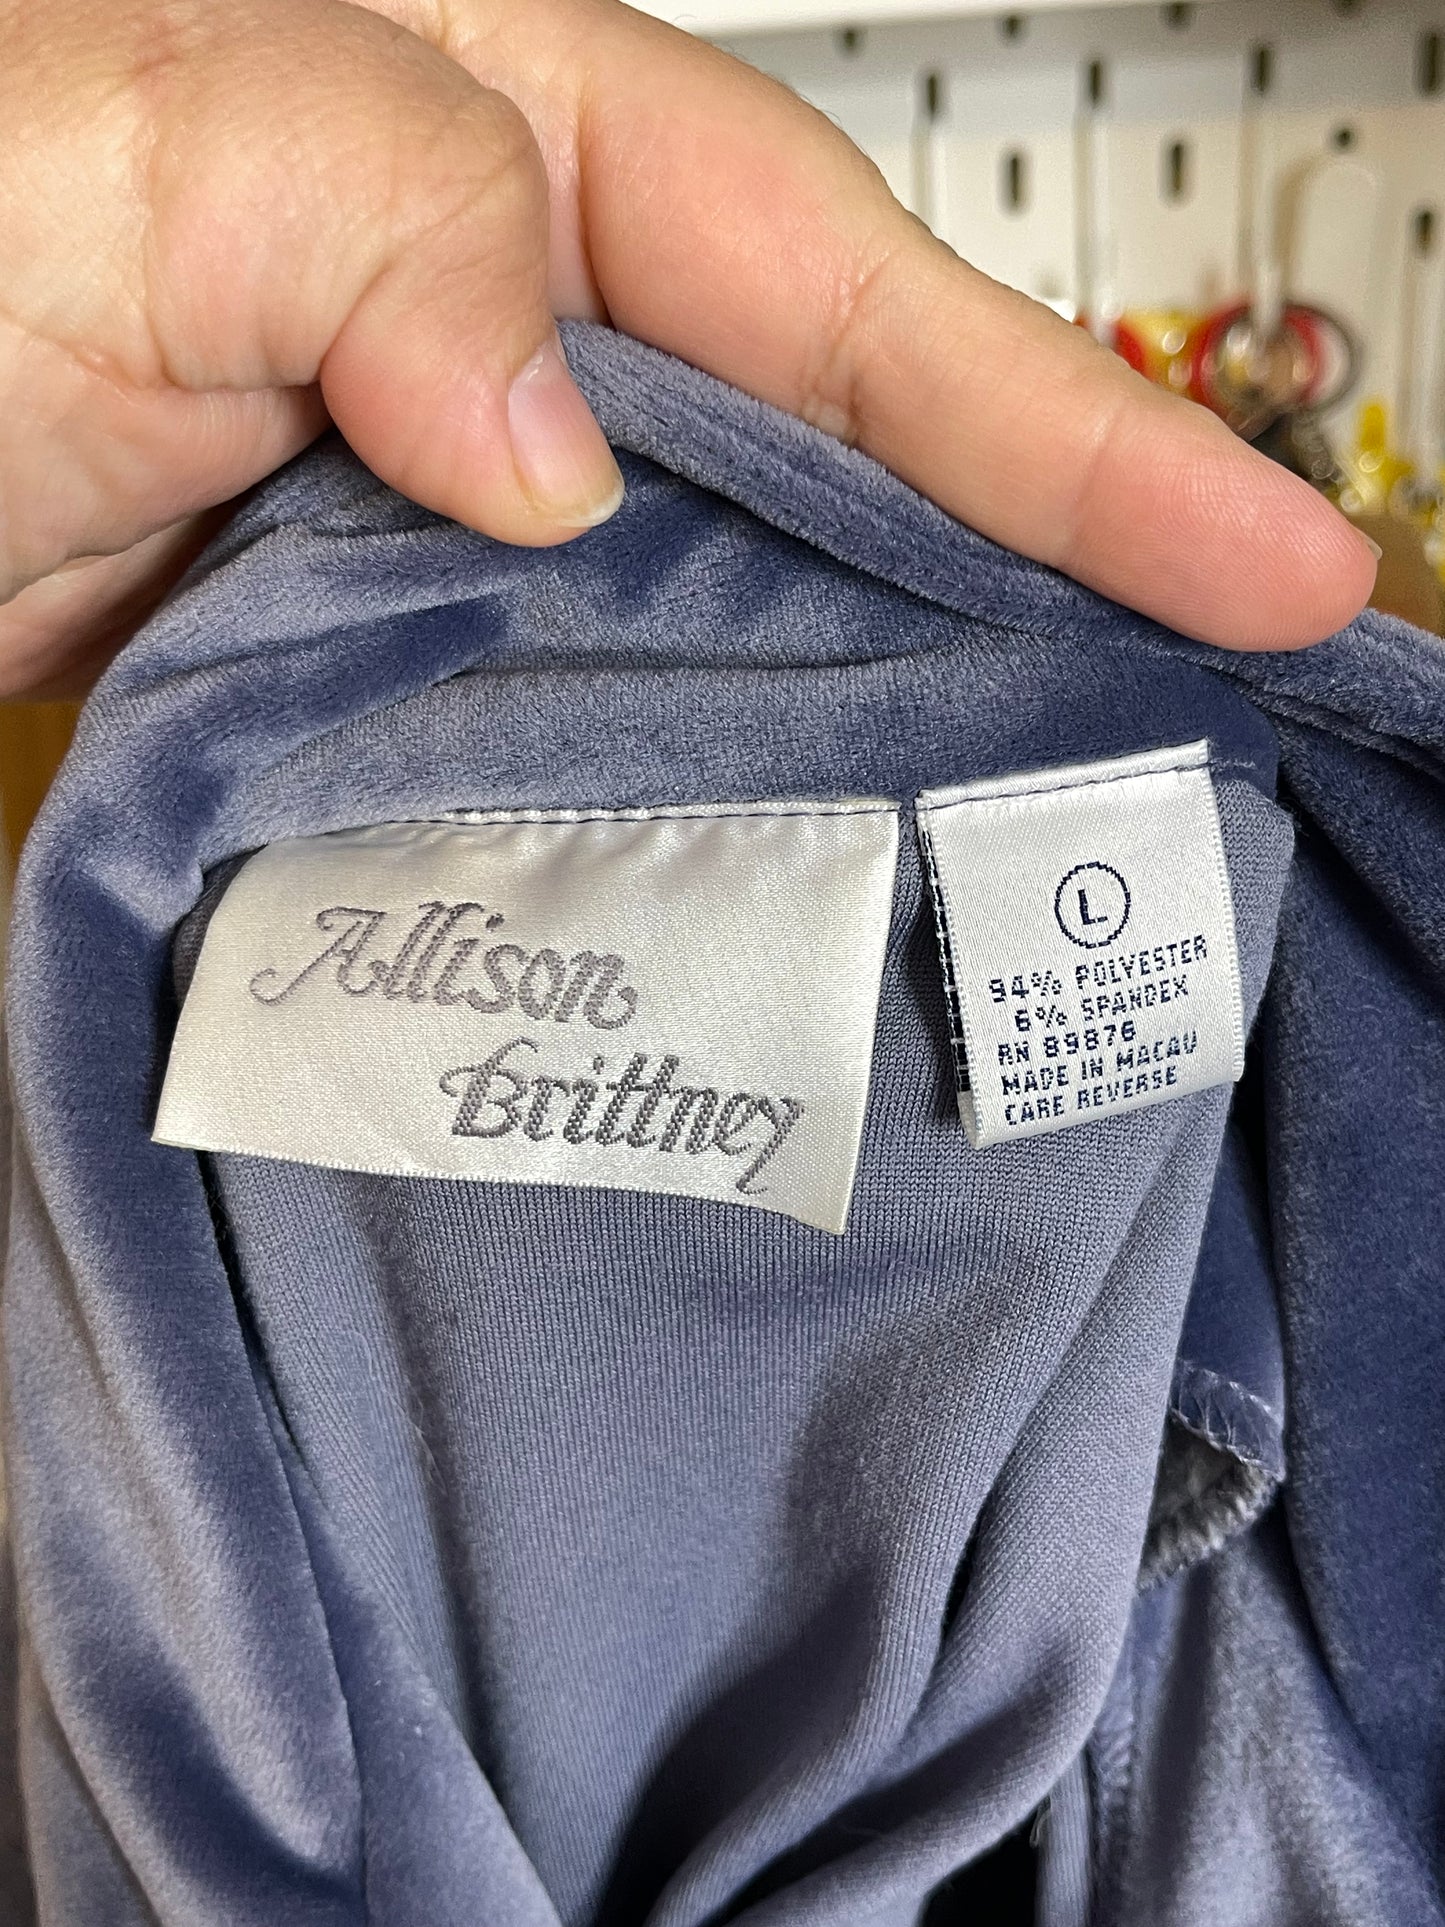 Allison
Brittney
L
94% POLYESTER
6% SPANDEX
RN 89876
MADE IN MACAU
CARE REVERSE